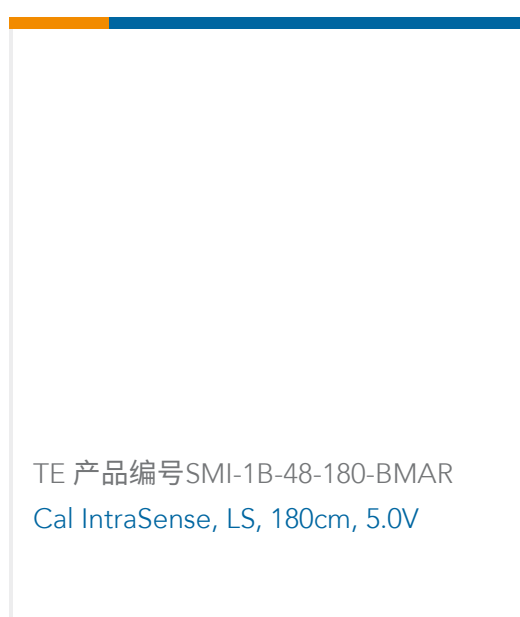 TE 产品编号SMI-1B-48-180-BMAR
Cal IntraSense, LS, 180cm, 5.0V